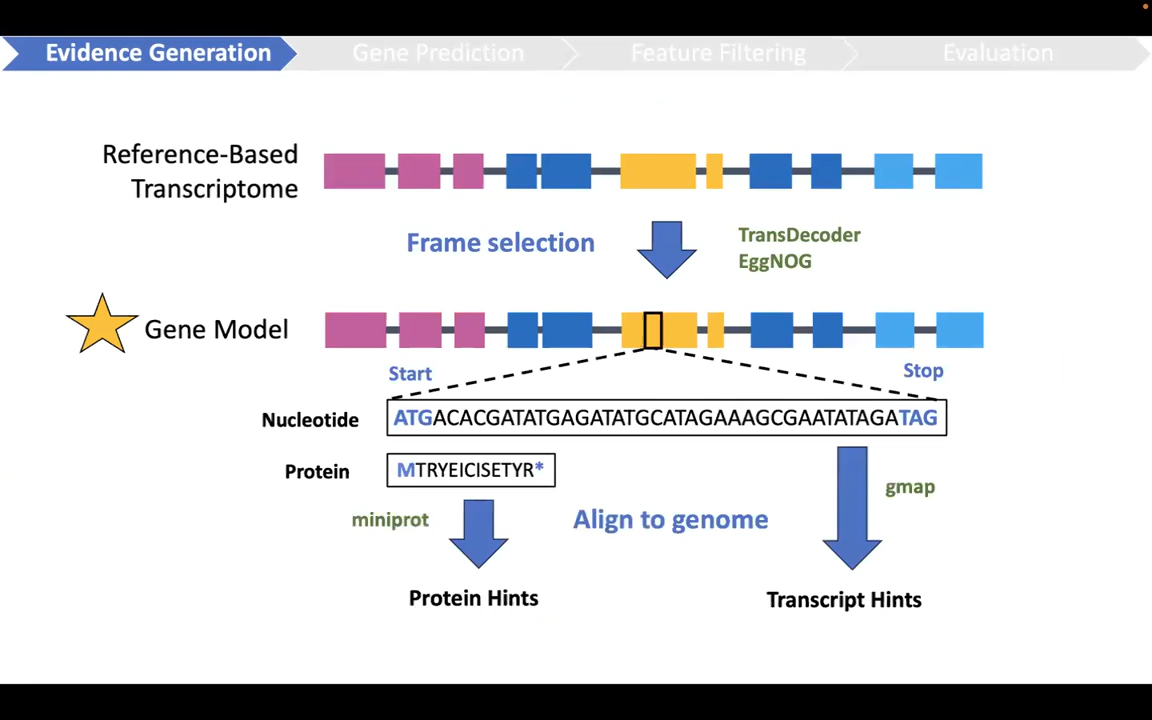 Evidence Generation
Gene Prediction
Feature Filtering
Evaluation
Reference-Based
Transcriptome
Frame selection
TransDecoder
EggNOG
Gene Model
Start
Stop
Nucleotide
ATGACACGATATGAGATATGCATAGAAAGCGAATATAGATAG
Protein
MTRYEICISETYR*
miniprot
Align to genome
gmap
Protein Hints
Transcript Hints